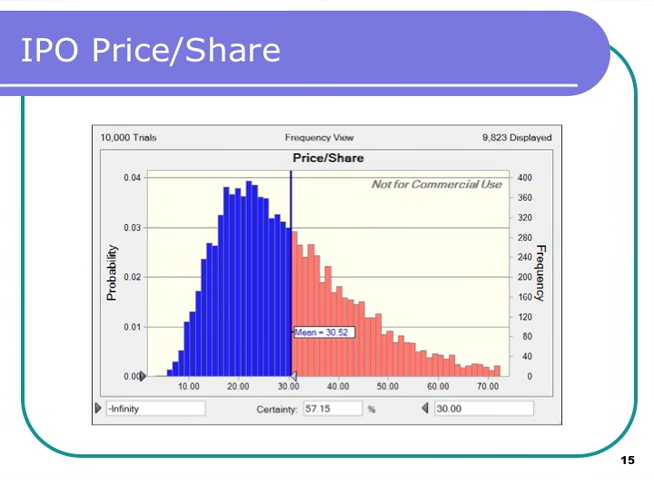 IPO Price/Share
10,000 Trials Frequency View 9,823 Displayed
Price/Share
Not for Commercial Use
0.04 400
360
320
0.03 280
240
0.02 200
160
0.01 120
80
40
0.00 0
Probability
Frequency
Mean = 30.52
10.00 20.00 30.00 40.00 50.00 60.00 70.00
-Infinity Certainty: 57.15 % 30.00
15